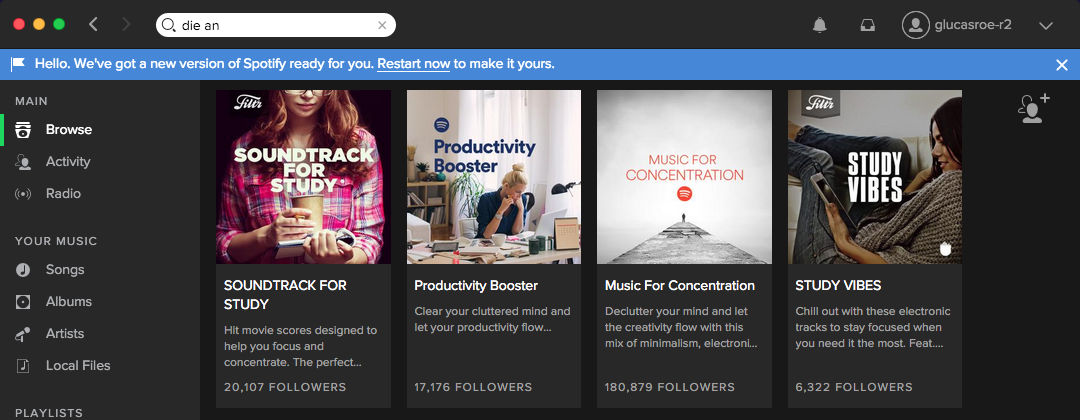 die an
glucasroe-r2
Hello. We've got a new version of Spotify ready for you. Restart now to make it yours.
MAIN
Browse
Activity
Radio
YOUR MUSIC
Songs
Albums
Artists
Local Files
PLAYLISTS
Filtr
SOUNDTRACK
FOR
STUDY
SOUNDTRACK FOR
STUDY
Hit movie scores designed to
help you focus and
concentrate. The perfect...
20,107 FOLLOWERS
Productivity
Booster
Productivity Booster
Clear your cluttered mind and
let your productivity flow...
17,176 FOLLOWERS
MUSIC FOR
CONCENTRATION
Music For Concentration
Declutter your mind and let
the creativity flow with this
mix of minimalism, electroni...
180,879 FOLLOWERS
Filtr
STUDY
VIBES
STUDY VIBES
Chill out with these electronic
tracks to stay focused when
you need it the most. Feat....
6,322 FOLLOWERS